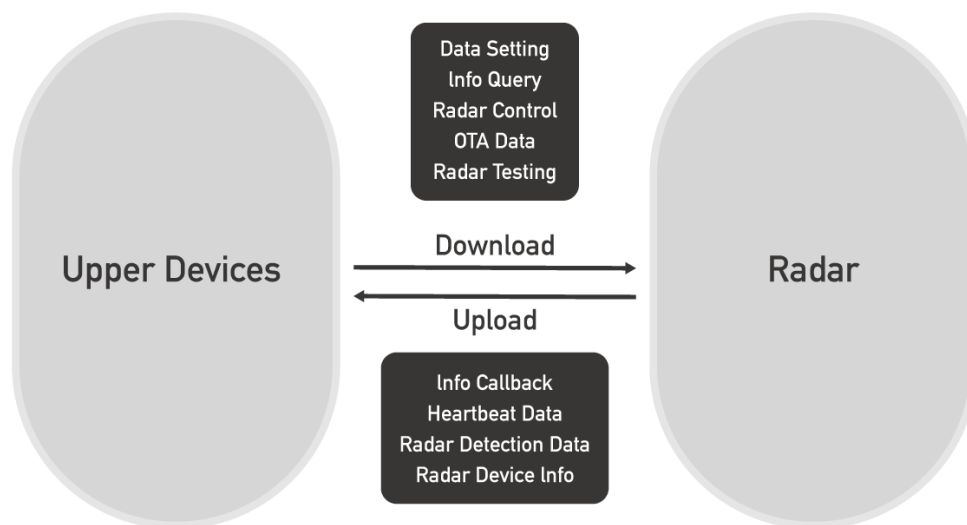 Data Setting
Info Query
Radar Control
OTA Data
Radar Testing
Download
Upper Devices
Radar
Upload
Info Callback
Heartbeat Data
Radar Detection Data
Radar Device Info